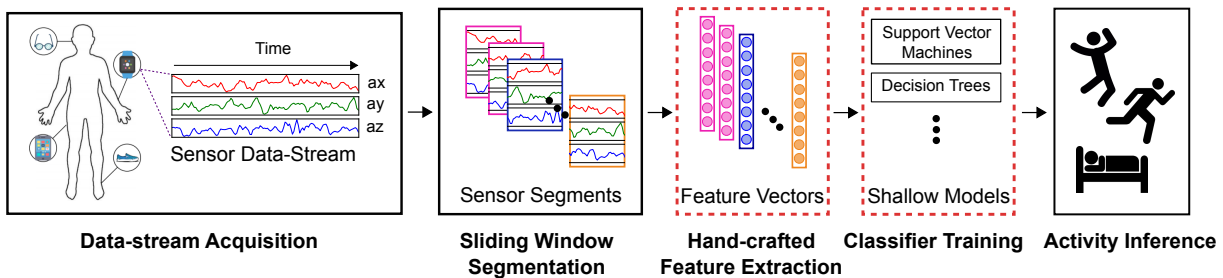 Time
ax
ay
az
Sensor Data-Stream
Data-stream Acquisition
Sensor Segments
Sliding Window
Segmentation
Feature Vectors
Hand-crafted
Feature Extraction
Support Vector
Machines
Decision Trees
Shallow Models
Classifier Training
Activity Inference